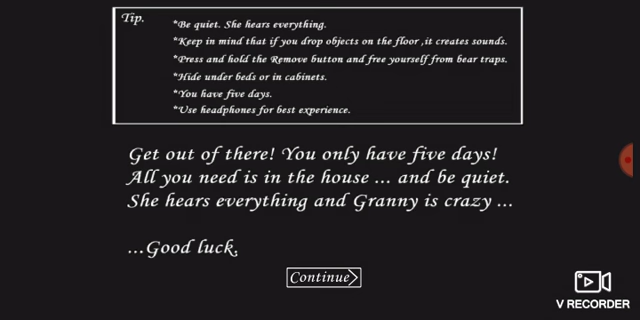 Tip.
*Be quiet. She hears everything.
*Keep in mind that if you drop objects on the floor ,it creates sounds.
*Press and hold the Remove button and free yourself from bear traps.
*Hide under beds or in cabinets.
*You have five days.
*Use headphones for best experience.
Get out of there! You only have five days!
All you need is in the house ... and be quiet.
She hears everything and Granny is crazy ...
...Good luck.
Continue
V RECORDER